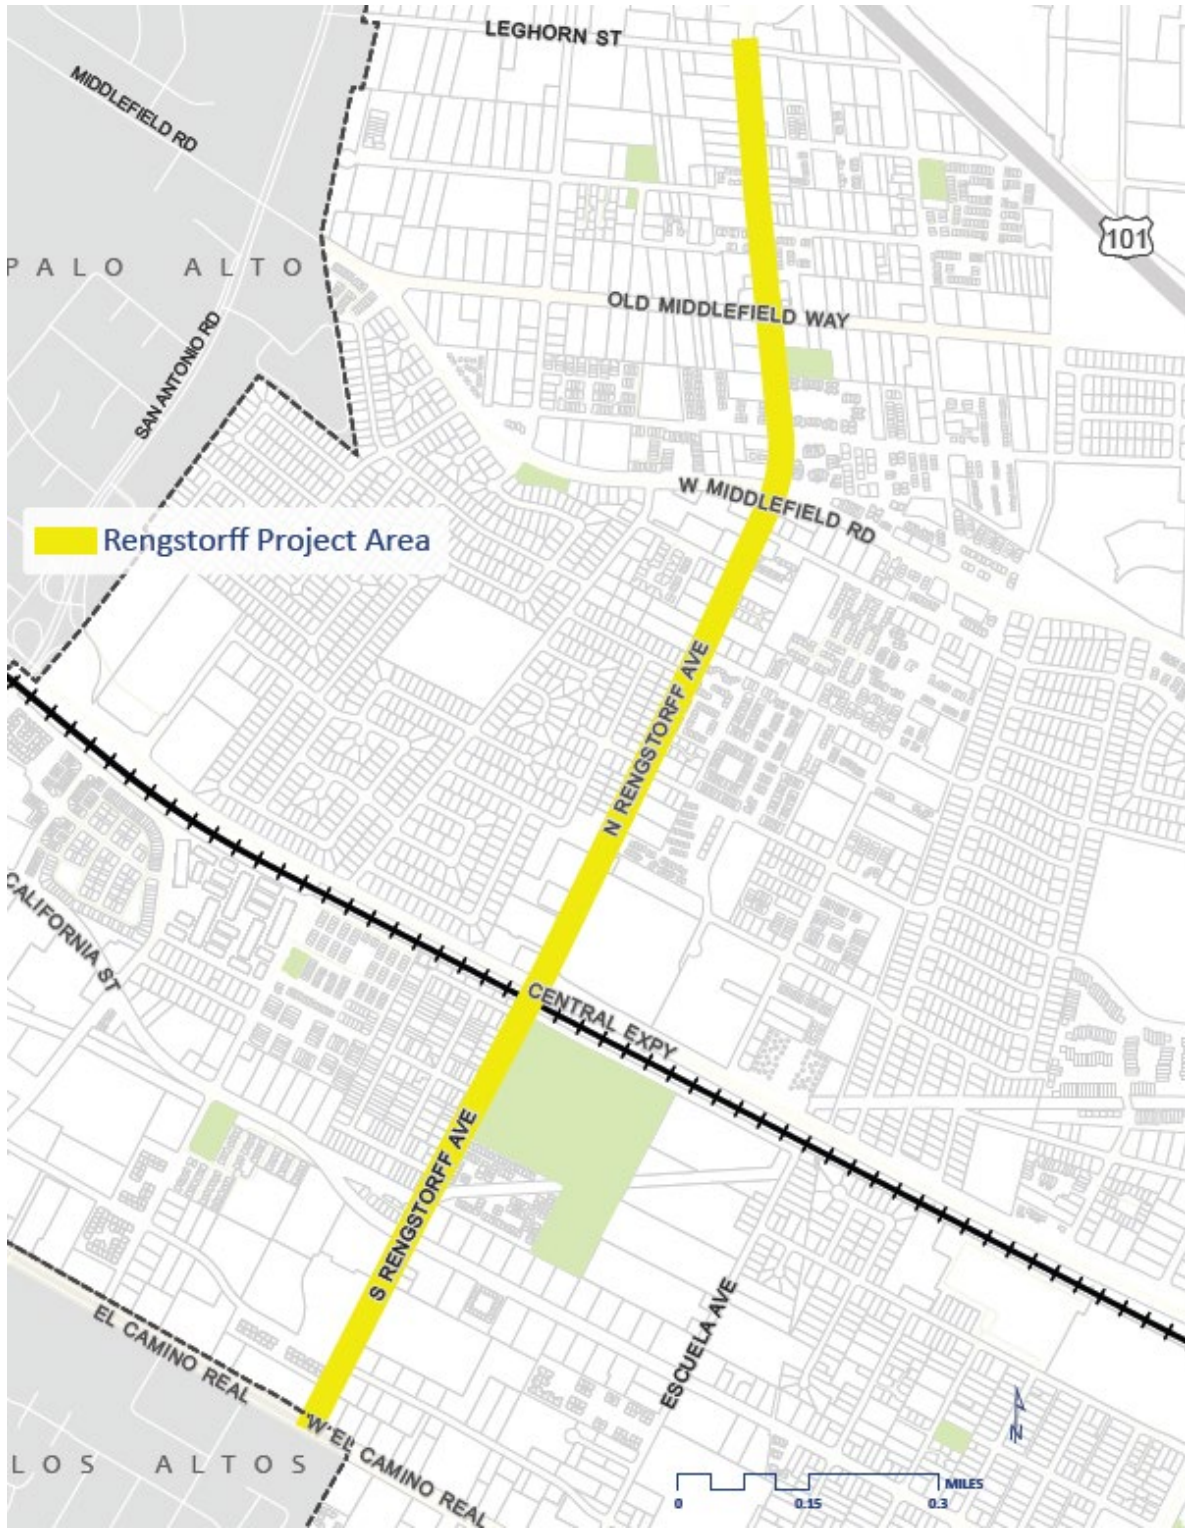 LEGHORN ST
MIDDLEFIELD RD
101
PALO ALTO
OLD MIDDLEFIELD WAY
SAN ANTONIO RD
W MIDDLEFIELD RD
Rengstorff Project Area
N RENGSTORFF AVE
CALIFORNIA ST
CENTRAL EXPY
S RENGSTORFF AVE
EL CAMINO REAL
ESCUELA AVE
N
W EL CAMINO REAL
LOS ALTOS
MILES
0 0.15 0.3